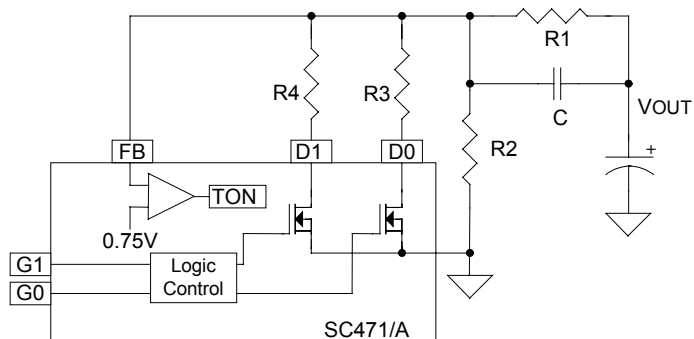 R1
R4
R3
C
VOUT
R2
+
FB
D1
D0
TON
0.75V
G1
G0
Logic
Control
SC471/A